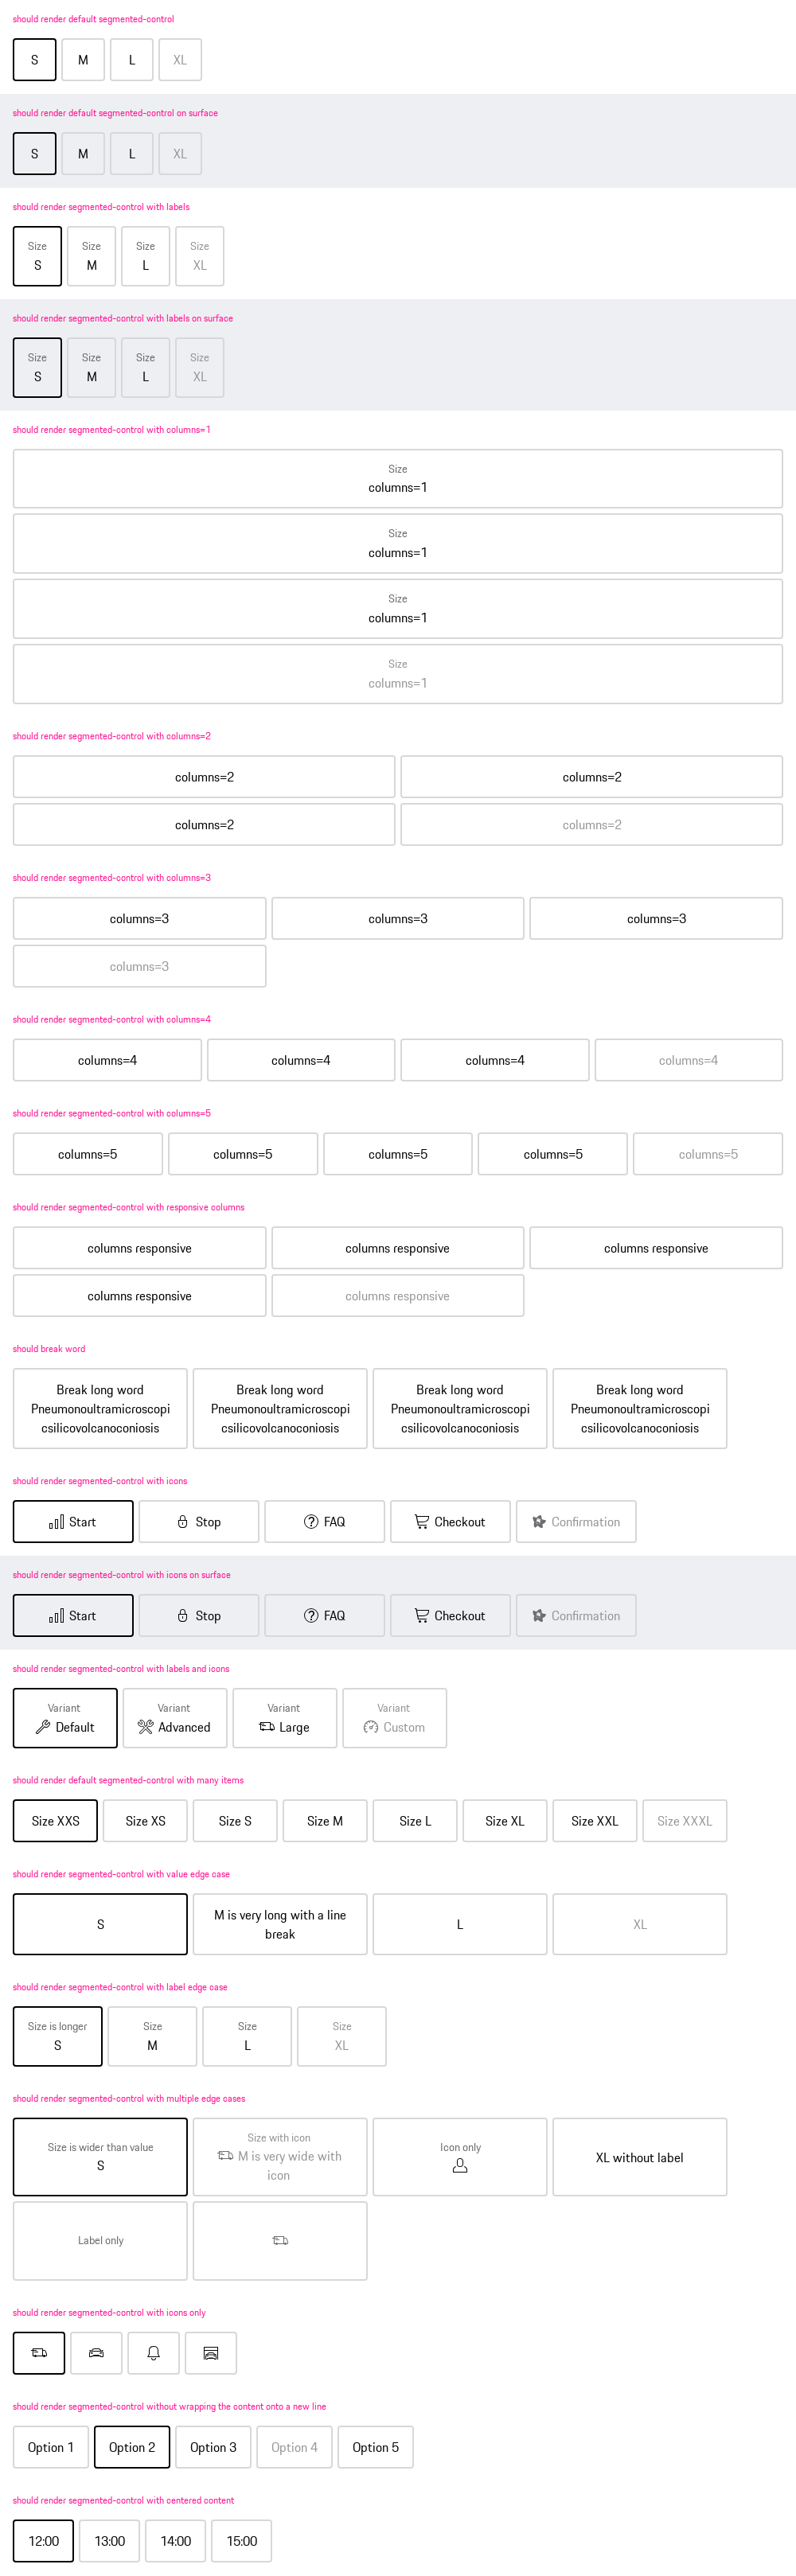 should render default segmented-control
S M L XL
should render default segmented-control on surface
S M L XL
should render segmented-control with labels
Size Size Size Size
S M L XL
should render segmented-control with labels on surface
Size Size Size Size
S M L XL
should render segmented-control with columns=1
Size
columns=1
Size
columns=1
Size
columns=1
Size
columns=1
should render segmented-control with columns=2
columns=2 columns=2
columns=2 columns=2
should render segmented-control with columns=3
columns=3 columns=3 columns=3
columns=3
should render segmented-control with columns=4
columns=4 columns=4 columns=4 columns=4
should render segmented-control with columns=5
columns=5 columns=5 columns=5 columns=5 columns=5
should render segmented-control with responsive columns
columns responsive columns responsive columns responsive
columns responsive columns responsive
should break word
Break long word Break long word Break long word Break long word
Pneumonoultramicroscopi Pneumonoultramicroscopi Pneumonoultramicroscopi Pneumonoultramicroscopi
csilicovolcanoconiosis csilicovolcanoconiosis csilicovolcanoconiosis csilicovolcanoconiosis
should render segmented-control with icons
Start Stop FAQ Checkout Confirmation
should render segmented-control with icons on surface
Start Stop FAQ Checkout Confirmation
should render segmented-control with labels and icons
Variant Variant Variant Variant
Default Advanced Large Custom
should render default segmented-control with many items
Size XXS Size XS Size S Size M Size L Size XL Size XXL Size XXXL
should render segmented-control with value edge case
S M is very long with a line L XL
break
should render segmented-control with label edge case
Size is longer Size Size Size
S M L XL
should render segmented-control with multiple edge cases
Size is wider than value
S
Size with icon
M is very wide with
icon
Icon only
XL without label
Label only
should render segmented-control with icons only
should render segmented-control without wrapping the content onto a new line
Option 1 Option 2 Option 3 Option 4 Option 5
should render segmented-control with centered content
12:00 13:00 14:00 15:00